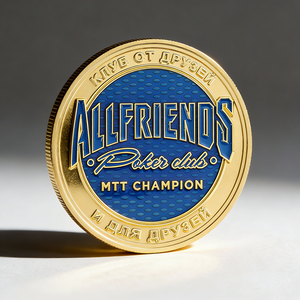 КЛУБ ОТ ДРУЗЕЙ
ALLFRIENDS
Poker club
MTT CHAMPION
И ДЛЯ ДРУЗЕЙ